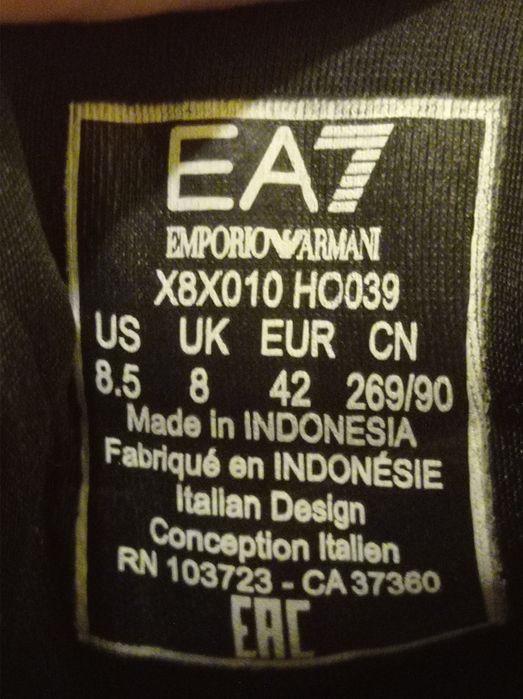 EA7
EMPORIO ARMANI
X8X010 HO039
US UK EUR CN
8.5 8 42 269/90
Made in INDONESIA
Fabriqué en INDONÉSIE
Italian Design
Conception Italien
RN 103723 - CA 37360
EAC